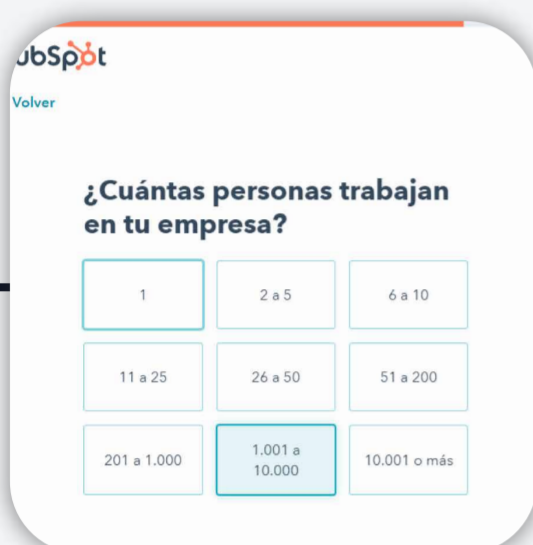 ubSpot
Volver
¿Cuántas personas trabajan
en tu empresa?
1
2 a 5
6 a 10
11 a 25
26 a 50
51 a 200
201 a 1.000
1.001 a
10.000
10.001 o más